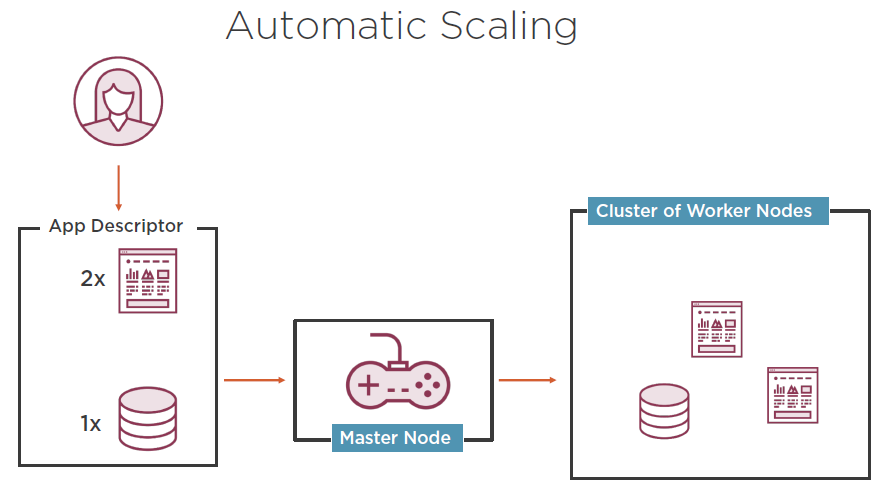 Automatic Scaling
App Descriptor
2x
1x
Master Node
Cluster of Worker Nodes